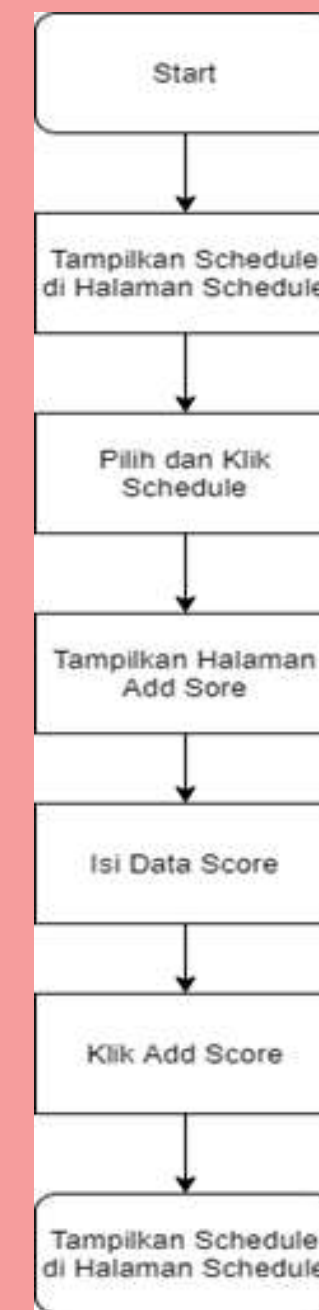 Start
Tampilkan Schedule
di Halaman Schedule
Pilih dan Klik
Schedule
Tampilkan Halaman
Add Sore
Isi Data Score
Klik Add Score
Tampilkan Schedule
di Halaman Schedule